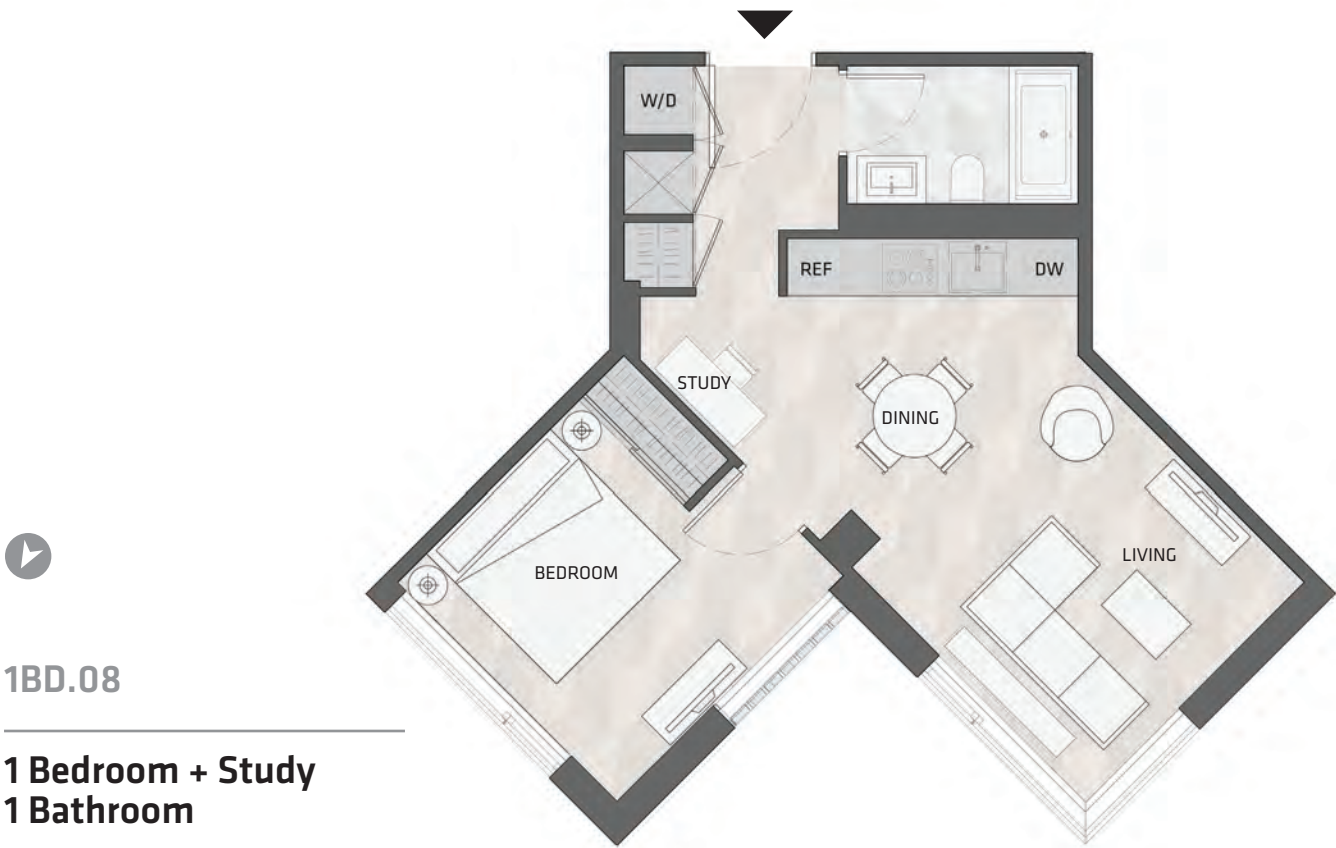 W/D
REF
DW
STUDY
DINING
LIVING
BEDROOM
1BD.08
1 Bedroom + Study
1 Bathroom